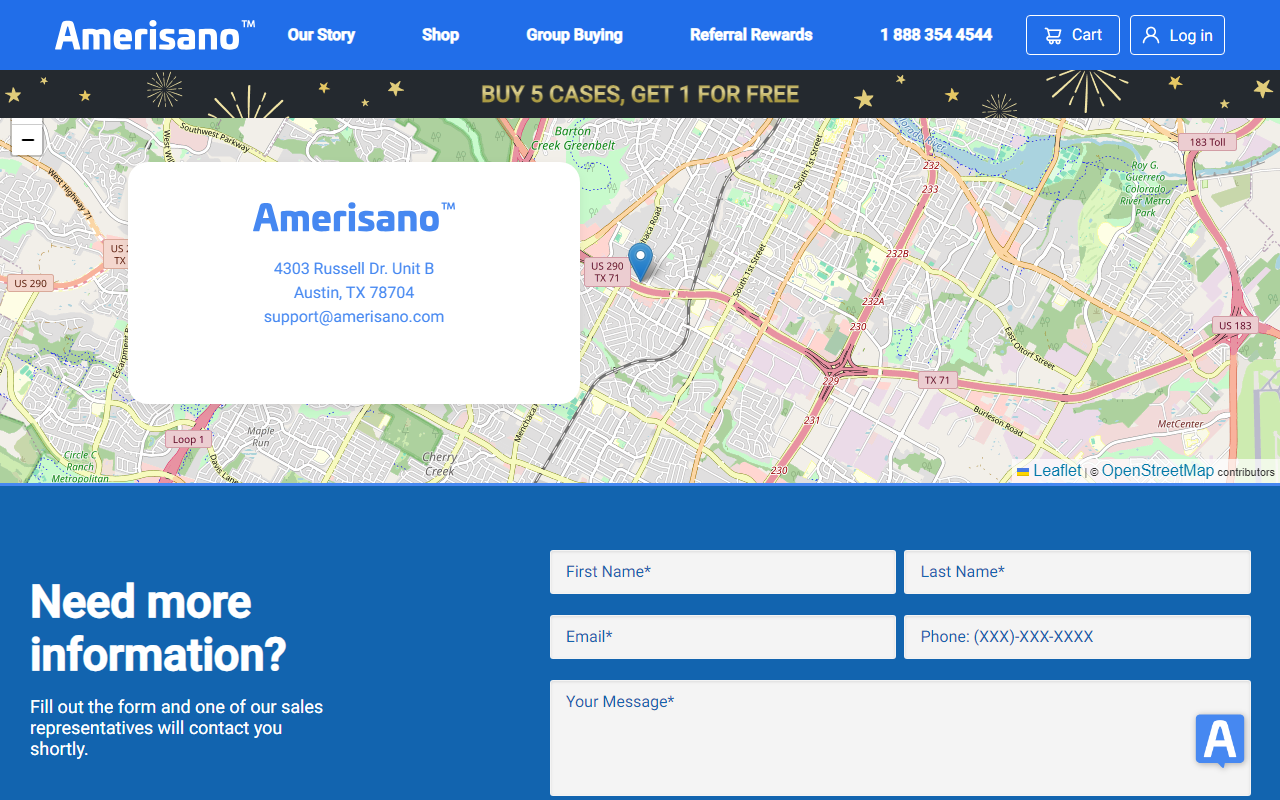 Amerisano™
Our Story
Shop
Group Buying
Referral Rewards
1 888 354 4544
Cart
Log in
BUY 5 CASES, GET 1 FOR FREE
−
Southwest Parkway
West Highway 71
Barton
Creek Greenbelt
South 1st Street
232
233
183 Toll
Roy G.
Guerrero
Colorado
River Metro
Park
US 290
TX 71
US 290
South 1st Street
232B
232A
230
US 183
East Oltorf Street
229
TX 71
231
Burleson Road
MetCenter
230
Loop 1
Maple
Run
Circle C
Ranch
Metropolitan
Davis Lane
Cherry
Creek
Amerisano™
4303 Russell Dr. Unit B
Austin, TX 78704
support@amerisano.com
Leaflet | © OpenStreetMap contributors
Need more
information?
Fill out the form and one of our sales
representatives will contact you
shortly.
First Name*
Last Name*
Email*
Phone: (XXX)-XXX-XXXX
Your Message*
A